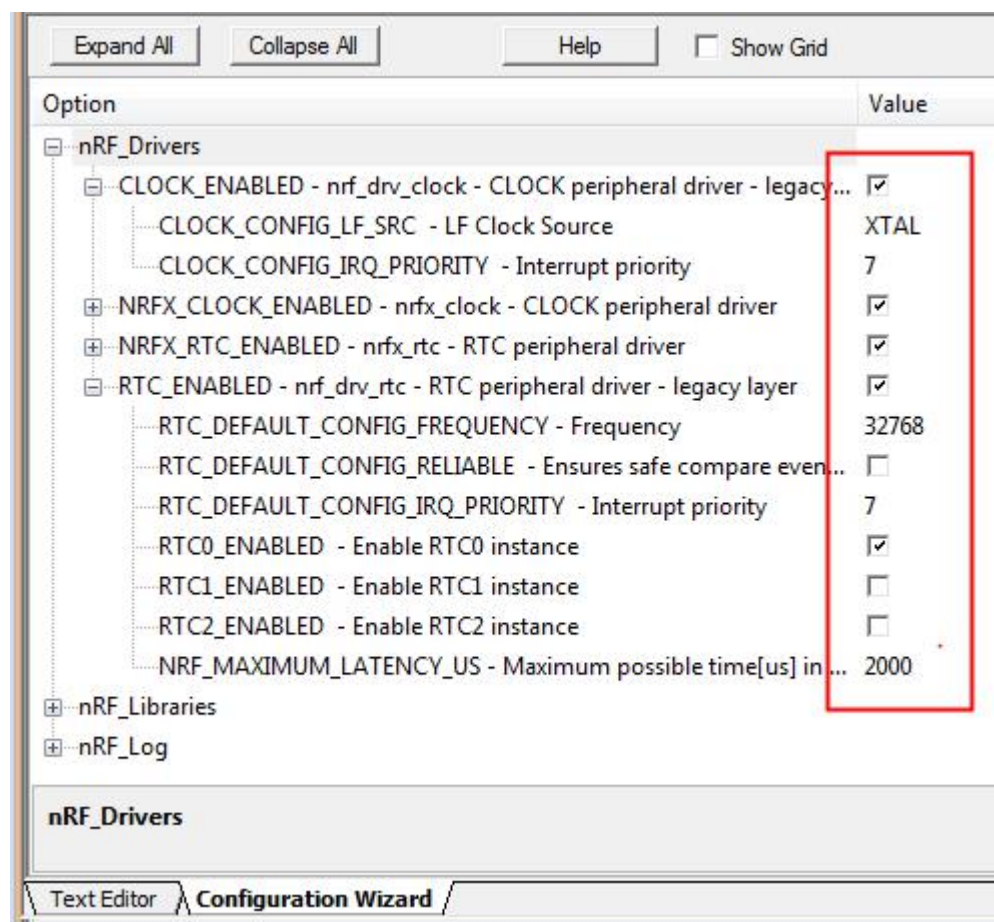 Expand All Collapse All Help Show Grid
Option Value
nRF_Drivers
CLOCK_ENABLED - nrf_drv_clock - CLOCK peripheral driver - legacy...
CLOCK_CONFIG_LF_SRC - LF Clock Source XTAL
CLOCK_CONFIG_IRQ_PRIORITY - Interrupt priority 7
NRFX_CLOCK_ENABLED - nrfx_clock - CLOCK peripheral driver
NRFX_RTC_ENABLED - nrfx_rtc - RTC peripheral driver
RTC_ENABLED - nrf_drv_rtc - RTC peripheral driver - legacy layer
RTC_DEFAULT_CONFIG_FREQUENCY - Frequency 32768
RTC_DEFAULT_CONFIG_RELIABLE - Ensures safe compare even...
RTC_DEFAULT_CONFIG_IRQ_PRIORITY - Interrupt priority 7
RTC0_ENABLED - Enable RTC0 instance
RTC1_ENABLED - Enable RTC1 instance
RTC2_ENABLED - Enable RTC2 instance
NRF_MAXIMUM_LATENCY_US - Maximum possible time[us] in ... 2000
nRF_Libraries
nRF_Log
nRF_Drivers
Text Editor Configuration Wizard